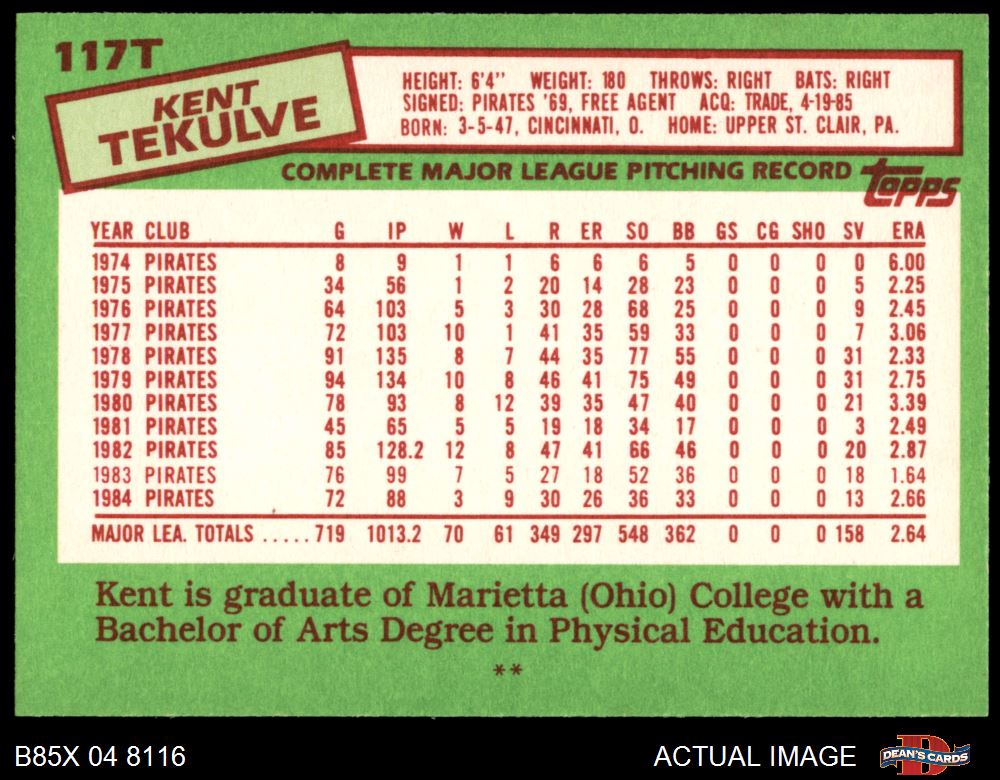 117T
KENT
TEKULVE
HEIGHT: 6'4" WEIGHT: 180 THROWS: RIGHT BATS: RIGHT
SIGNED: PIRATES '69, FREE AGENT ACQ: TRADE, 4-19-85
BORN: 3-5-47, CINCINNATI, O. HOME: UPPER ST. CLAIR, PA.
COMPLETE MAJOR LEAGUE PITCHING RECORD
TOPPS
YEAR CLUB G IP W L R ER SO BB GS CG SHO SV ERA
1974 PIRATES 8 9 1 1 6 6 6 5 0 0 0 0 6.00
1975 PIRATES 34 56 1 2 20 14 28 23 0 0 0 5 2.25
1976 PIRATES 64 103 5 3 30 28 68 25 0 0 0 9 2.45
1977 PIRATES 72 103 10 1 41 35 59 33 0 0 0 7 3.06
1978 PIRATES 91 135 8 7 44 35 77 55 0 0 0 31 2.33
1979 PIRATES 94 134 10 8 46 41 75 49 0 0 0 31 2.75
1980 PIRATES 78 93 8 12 39 35 47 40 0 0 0 21 3.39
1981 PIRATES 45 65 5 5 19 18 34 17 0 0 0 3 2.49
1982 PIRATES 85 128.2 12 8 47 41 66 46 0 0 0 20 2.87
1983 PIRATES 76 99 7 5 27 18 52 36 0 0 0 18 1.64
1984 PIRATES 72 88 3 9 30 26 36 33 0 0 0 13 2.66
MAJOR LEA. TOTALS .....719 1013.2 70 61 349 297 548 362 0 0 0 158 2.64
Kent is graduate of Marietta (Ohio) College with a
Bachelor of Arts Degree in Physical Education.
**
B85X 04 8116
ACTUAL IMAGE
DEAN'S CARDS